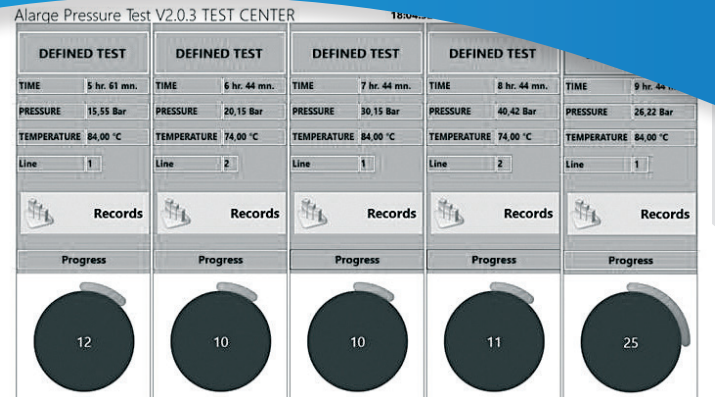 Alarge Pressure Test V2.0.3 TEST CENTER
DEFINED TEST DEFINED TEST DEFINED TEST DEFINED TEST
TIME 5 hr. 61 mn. TIME 6 hr. 44 mn. TIME 7 hr. 44 mn. TIME 8 hr. 44 mn. TIME 9 hr. 44
PRESSURE 15,55 Bar PRESSURE 20,15 Bar PRESSURE 30,15 Bar PRESSURE 40,42 Bar PRESSURE 26,22 Bar
TEMPERATURE 84,00 °C TEMPERATURE 74,00 °C TEMPERATURE 84,00 °C TEMPERATURE 74,00 °C TEMPERATURE 84,00 °C
Line 1 Line 2 Line 1 Line 2 Line 1
Records Records Records Records Records
Progress Progress Progress Progress Progress
12 10 10 11 25